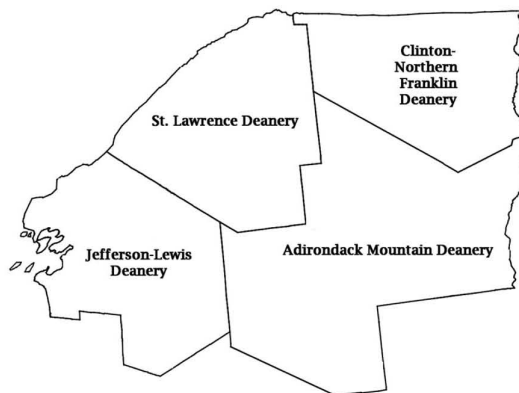 Clinton-
Northern
Franklin
Deanery
St. Lawrence Deanery
Jefferson-Lewis
Deanery
Adirondack Mountain Deanery